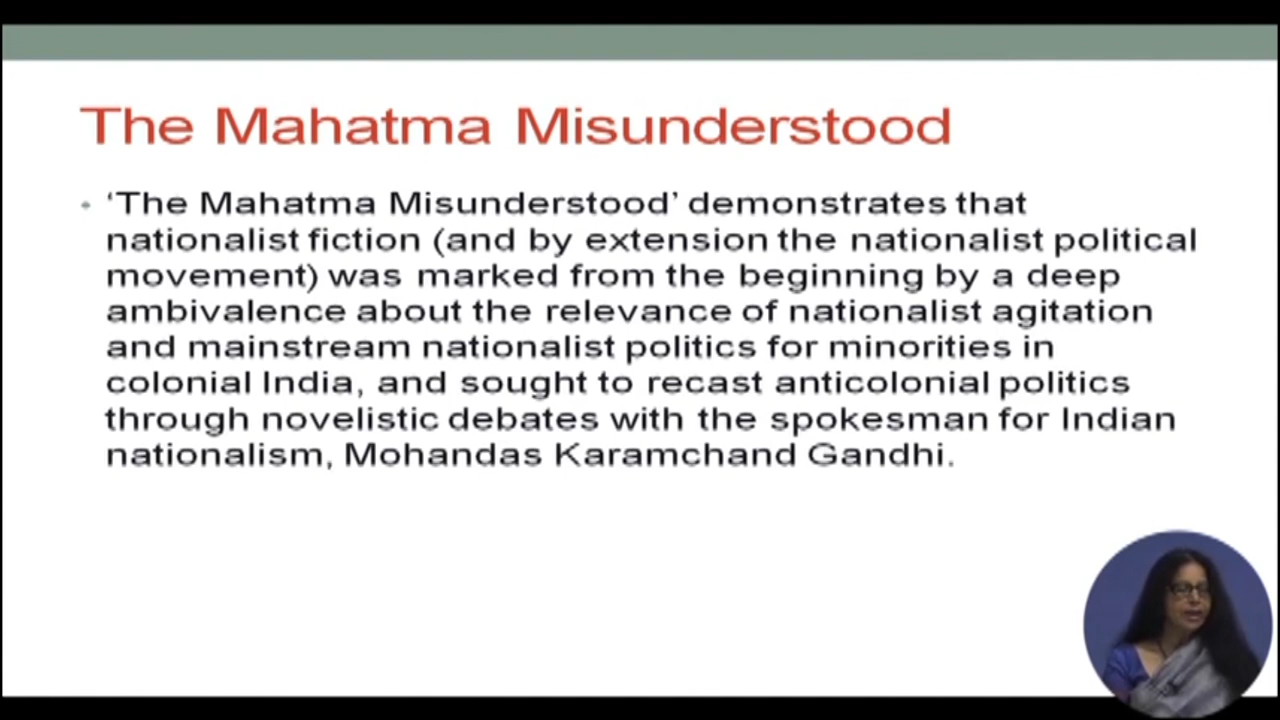 The Mahatma Misunderstood
• ‘The Mahatma Misunderstood’ demonstrates that
nationalist fiction (and by extension the nationalist political
movement) was marked from the beginning by a deep
ambivalence about the relevance of nationalist agitation
and mainstream nationalist politics for minorities in
colonial India, and sought to recast anticolonial politics
through novelistic debates with the spokesman for Indian
nationalism, Mohandas Karamchand Gandhi.